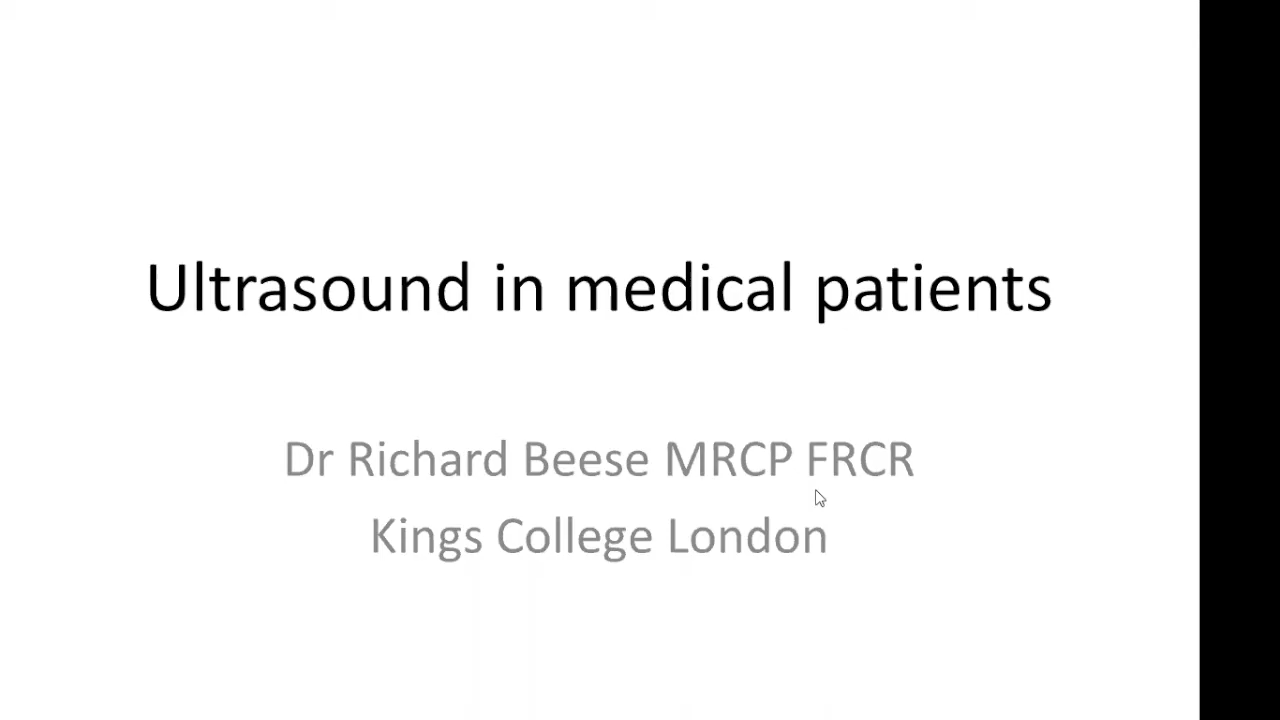 Ultrasound in medical patients
Dr Richard Beese MRCP FRCR
Kings College London